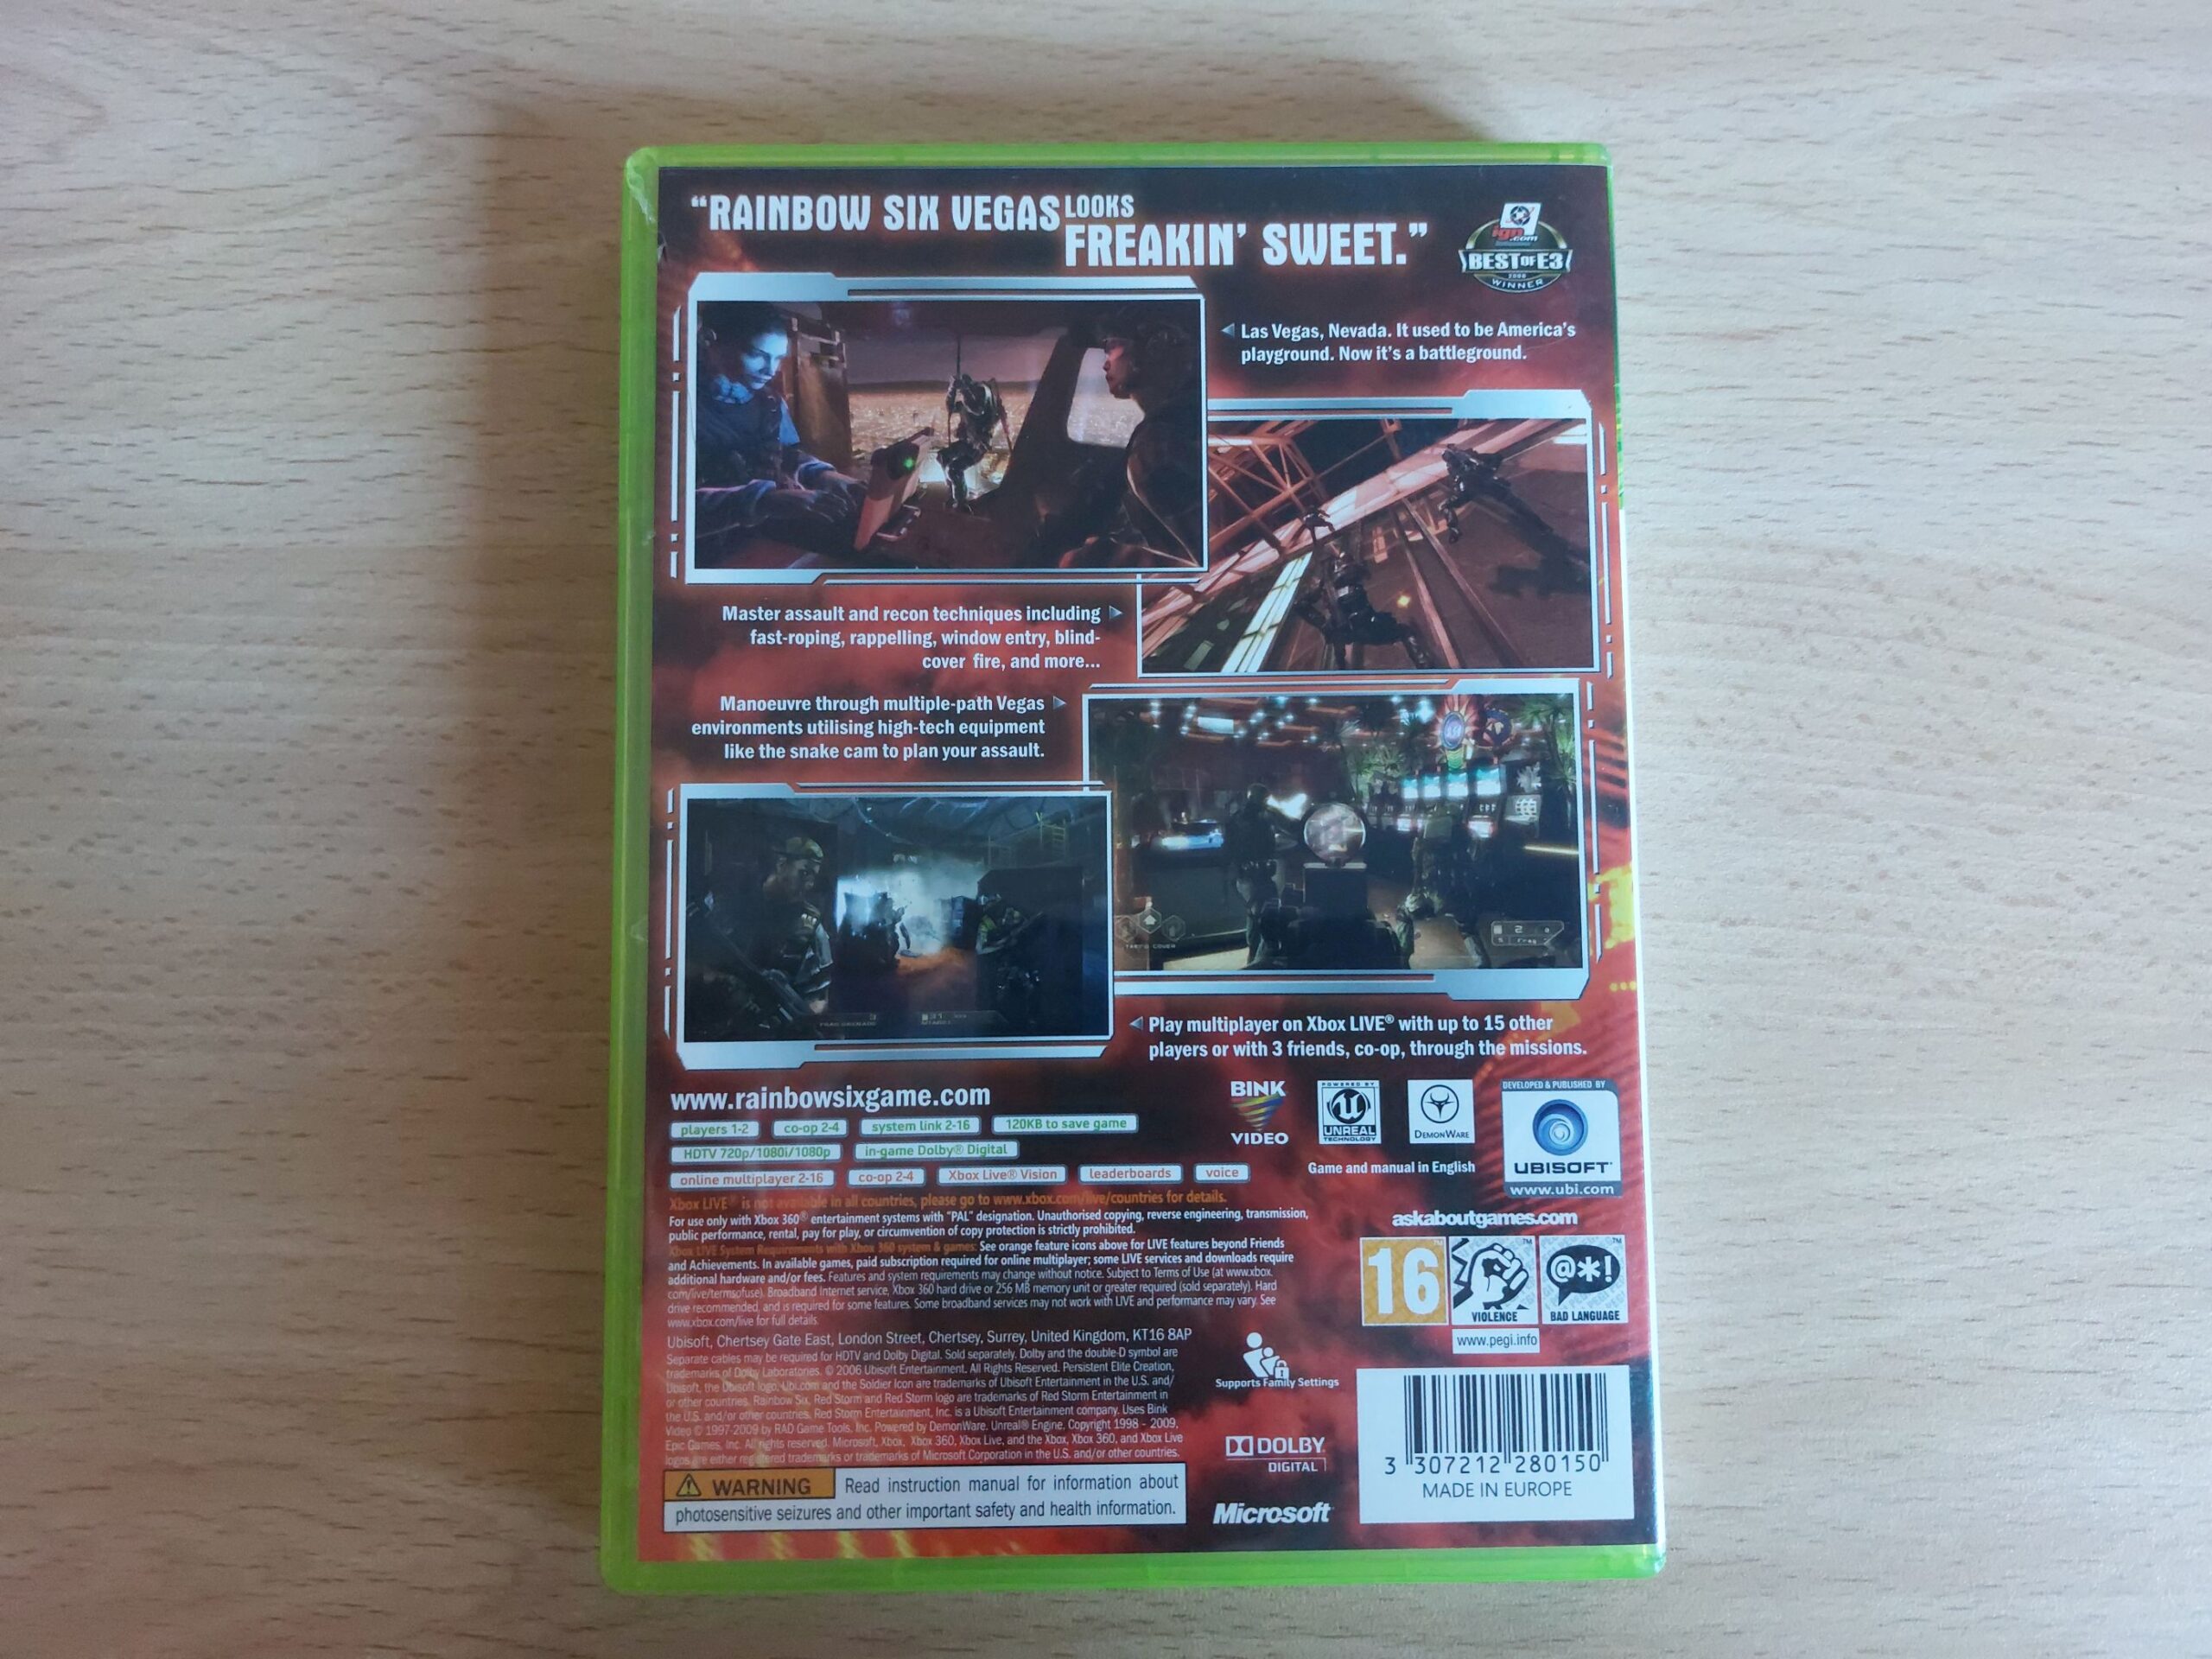 “RAINBOW SIX VEGAS LOOKS
FREAKIN’ SWEET.”
ign.com
BEST OF E3
2006
WINNER
Las Vegas, Nevada. It used to be America’s
playground. Now it’s a battleground.
Master assault and recon techniques including
fast-roping, rappelling, window entry, blind-
cover fire, and more...
Manoeuvre through multiple-path Vegas
environments utilising high-tech equipment
like the snake cam to plan your assault.
Play multiplayer on Xbox LIVE® with up to 15 other
players or with 3 friends, co-op, through the missions.
www.rainbowsixgame.com
players 1-2
co-op 2-4
system link 2-16
120KB to save game
HDTV 720p/1080i/1080p
in-game Dolby® Digital
online multiplayer 2-16
co-op 2-4
Xbox Live® Vision
leaderboards
voice
BINK
VIDEO
POWERED BY
UNREAL
TECHNOLOGY
DEMONWARE
DEVELOPED & PUBLISHED BY
UBISOFT
www.ubi.com
Game and manual in English
Xbox LIVE® is not available in all countries, please go to www.xbox.com/live/countries for details.
For use only with Xbox 360® entertainment systems with “PAL” designation. Unauthorised copying, reverse engineering, transmission,
public performance, rental, pay for play, or circumvention of copy protection is strictly prohibited.
Xbox LIVE System Requirements with Xbox 360 system & games: See orange feature icons above for LIVE features beyond Friends
and Achievements. In available games, paid subscription required for online multiplayer; some LIVE services and downloads require
additional hardware and/or fees. Features and system requirements may change without notice. Subject to Terms of Use (at www.xbox.
com/live/termsofuse). Broadband Internet service, Xbox 360 hard drive or 256 MB memory unit or greater required (sold separately). Hard
drive recommended, and is required for some features. Some broadband services may not work with LIVE and performance may vary. See
www.xbox.com/live for full details.
Ubisoft, Chertsey Gate East, London Street, Chertsey, Surrey, United Kingdom, KT16 8AP
Separate cables may be required for HDTV and Dolby Digital. Sold separately. Dolby and the double-D symbol are
trademarks of Dolby Laboratories. © 2006 Ubisoft Entertainment. All Rights Reserved. Persistent Elite Creation,
Ubisoft, the Ubisoft logo, Ubi.com and the Soldier Icon are trademarks of Ubisoft Entertainment in the U.S. and/
or other countries. Rainbow Six, Red Storm and Red Storm logo are trademarks of Red Storm Entertainment in
the U.S. and/or other countries. Red Storm Entertainment, Inc. is a Ubisoft Entertainment company. Uses Bink
Video © 1997-2009 by RAD Game Tools, Inc. Powered by DemonWare. Unreal® Engine, Copyright 1998 - 2009,
Epic Games, Inc. All rights reserved. Microsoft, Xbox, Xbox 360, Xbox Live, and the Xbox, Xbox 360, and Xbox Live
logos are either registered trademarks or trademarks of Microsoft Corporation in the U.S. and/or other countries.
WARNING Read instruction manual for information about
photosensitive seizures and other important safety and health information.
askaboutgames.com
16
VIOLENCE
@*!
BAD LANGUAGE
www.pegi.info
Supports Family Settings
DOLBY
DIGITAL
Microsoft
3 307212 280150
MADE IN EUROPE